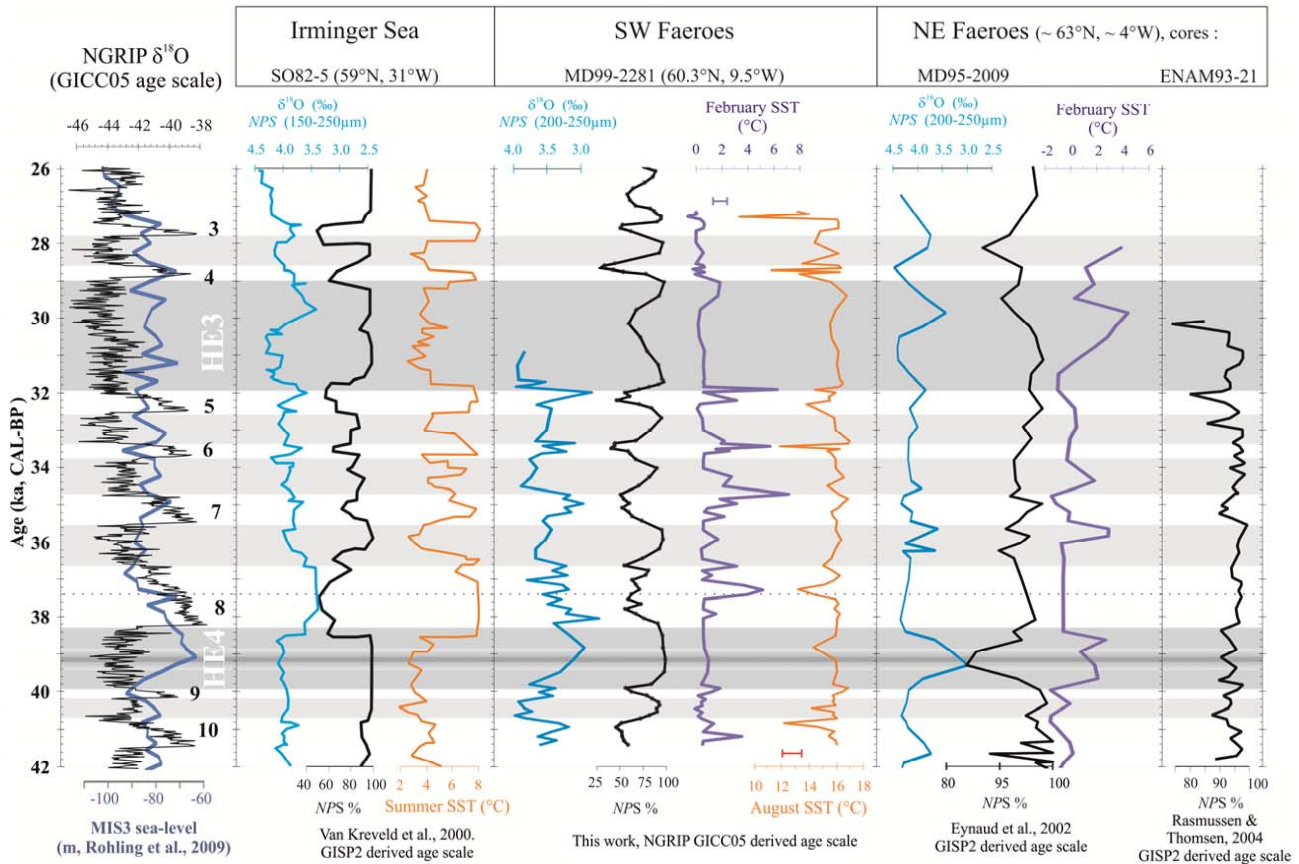 Irminger Sea
SW Faeroes
NE Faeroes (~ 63°N, ~ 4°W), cores :
NGRIP δ¹⁸O
(GICC05 age scale)
SO82-5 (59°N, 31°W)
MD99-2281 (60.3°N, 9.5°W)
MD95-2009
ENAM93-21
-46 -44 -42 -40 -38
δ¹⁸O (‰)
NPS (150-250µm)
4.5 4.0 3.5 3.0 2.5
δ¹⁸O (‰)
NPS (200-250µm)
4.0 3.5 3.0
February SST
(°C)
0 2 4 6 8
δ¹⁸O (‰)
NPS (200-250µm)
4.5 4.0 3.5 3.0 2.5
February SST
(°C)
-2 0 2 4 6
Age (ka, CAL-BP)
26
28
30
32
34
36
38
40
42
3
4
HE3
5
6
7
8
HE4
9
10
-100 -80 -60
MIS3 sea-level
(m, Rohling et al., 2009)
40 60 80 100
NPS %
2 4 6 8
Summer SST (°C)
Van Kreveld et al., 2000.
GISP2 derived age scale
25 50 75 100
NPS %
10 12 14 16 18
August SST (°C)
This work, NGRIP GICC05 derived age scale
80 95 100
NPS %
Eynaud et al., 2002
GISP2 derived age scale
80 90 100
NPS %
Rasmussen &
Thomsen, 2004
GISP2 derived age scale